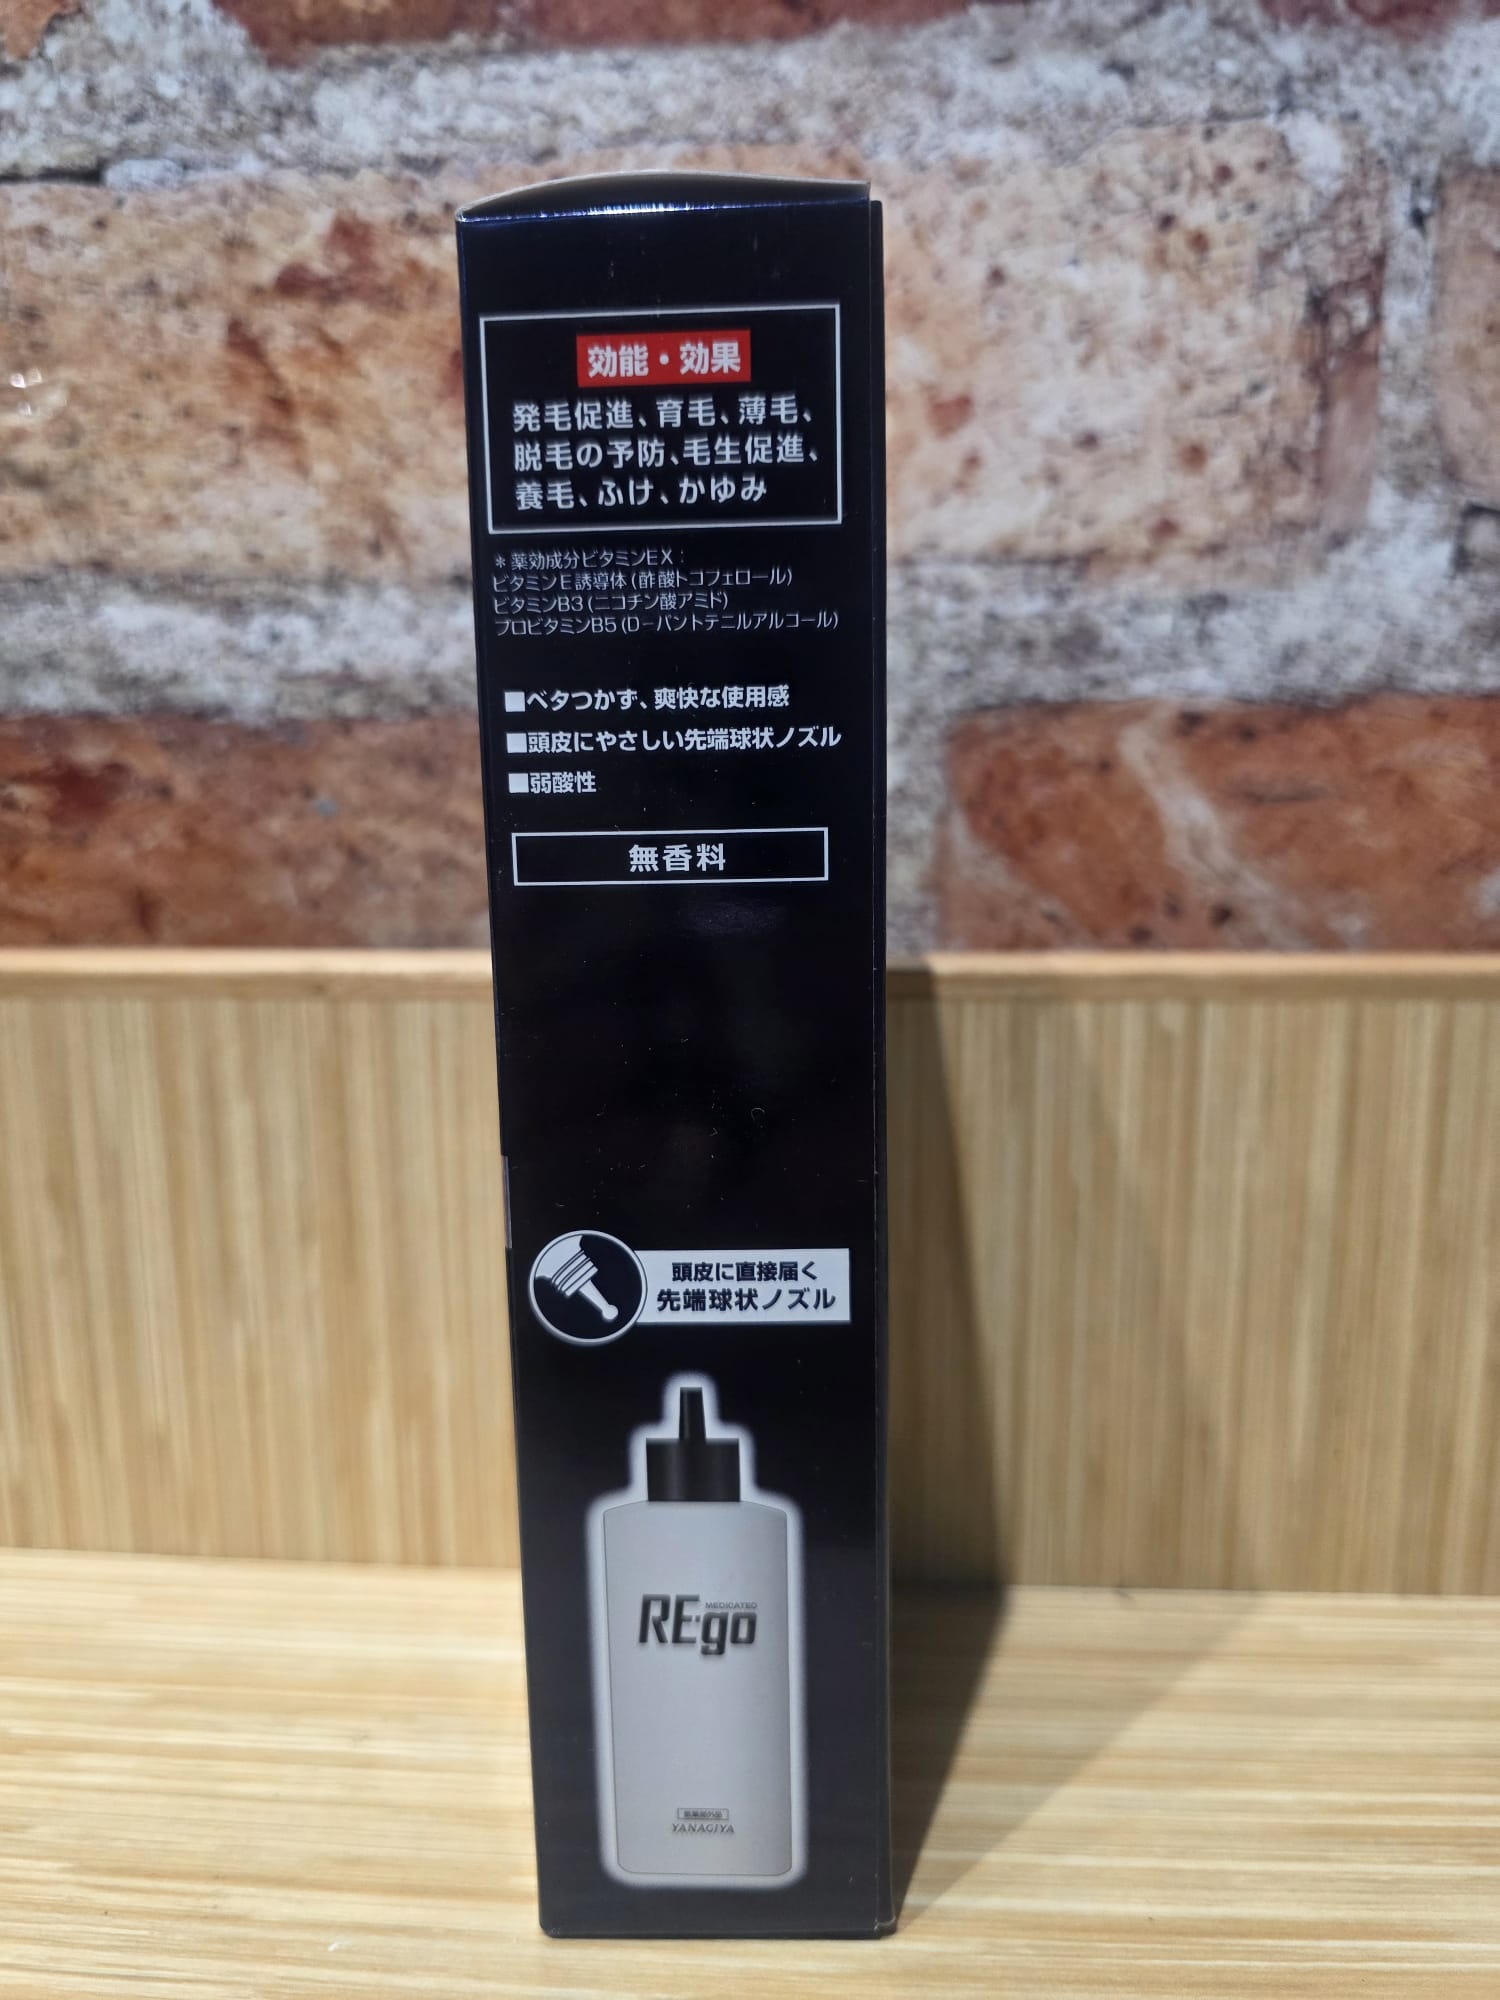 効能・効果
発毛促進、育毛、薄毛、
脱毛の予防、毛生促進、
養毛、ふけ、かゆみ
＊薬効成分ビタミンEX：
ビタミンE誘導体(酢酸トコフェロール)
ビタミンB3(ニコチン酸アミド)
プロビタミンB5(D-パントテニルアルコール)
■ベタつかず、爽快な使用感
■頭皮にやさしい先端球状ノズル
■弱酸性
無香料
頭皮に直接届く
先端球状ノズル
MEDICATED
RE·go
医薬部外品
YANAGIYA